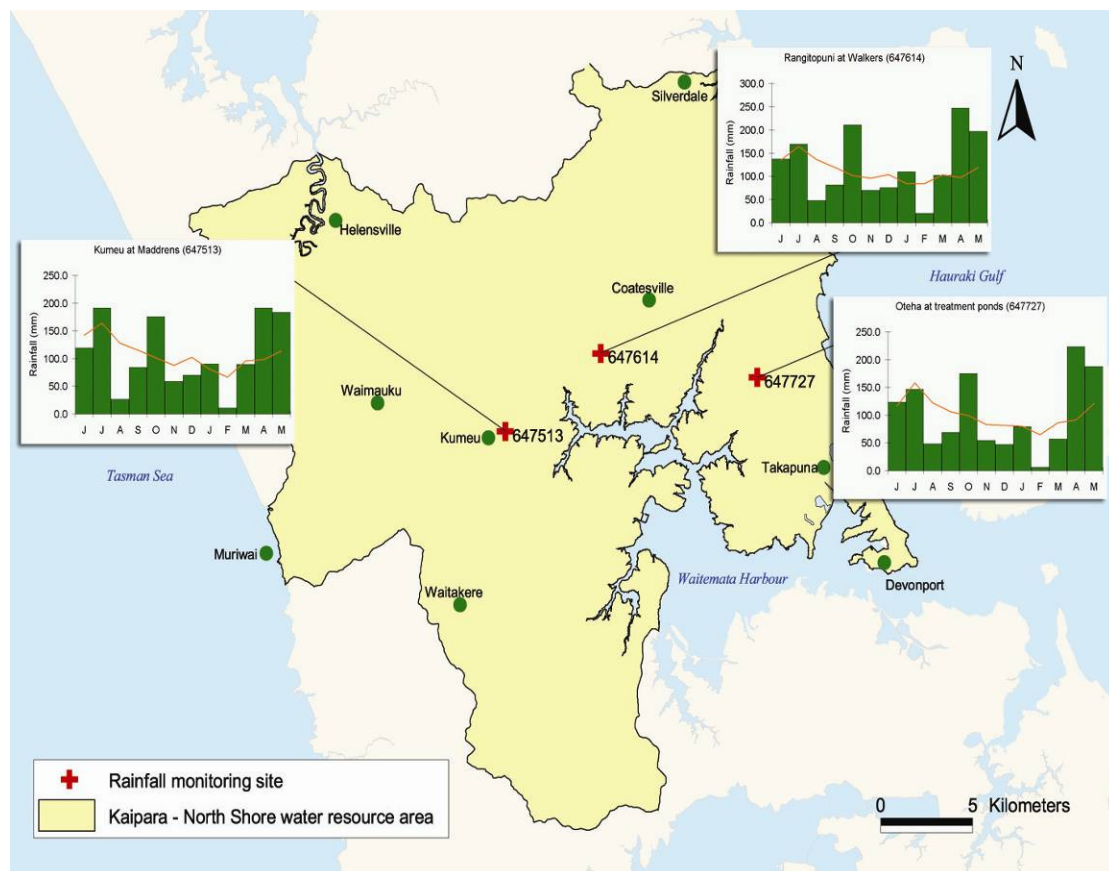 Rangitopuni at Walkers (647614)
Rainfall (mm)
300.0
250.0
200.0
150.0
100.0
50.0
0.0
J J A S O N D J F M A M
N
Silverdale
Helensville
Kumeu at Maddrens (647513)
Rainfall (mm)
250.0
200.0
150.0
100.0
50.0
0.0
J J A S O N D J F M A M
Hauraki Gulf
Coatesville
Oteha at treatment ponds (647727)
Rainfall (mm)
250.0
200.0
150.0
100.0
50.0
0.0
J J A S O N D J F M A M
647614
647727
Waimauku
Kumeu
647513
Takapuna
Tasman Sea
Muriwai
Waitemata Harbour
Devonport
Waitakere
Rainfall monitoring site
Kaipara - North Shore water resource area
0 5 Kilometers